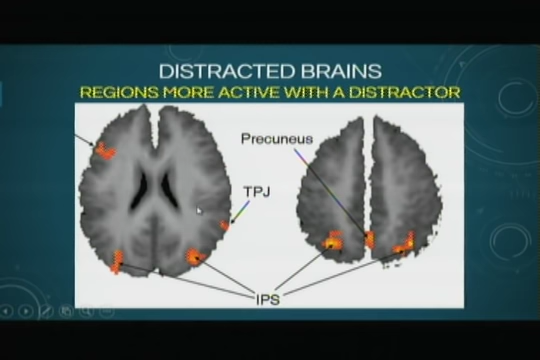 DISTRACTED BRAINS
REGIONS MORE ACTIVE WITH A DISTRACTOR
Precuneus
TPJ
IPS